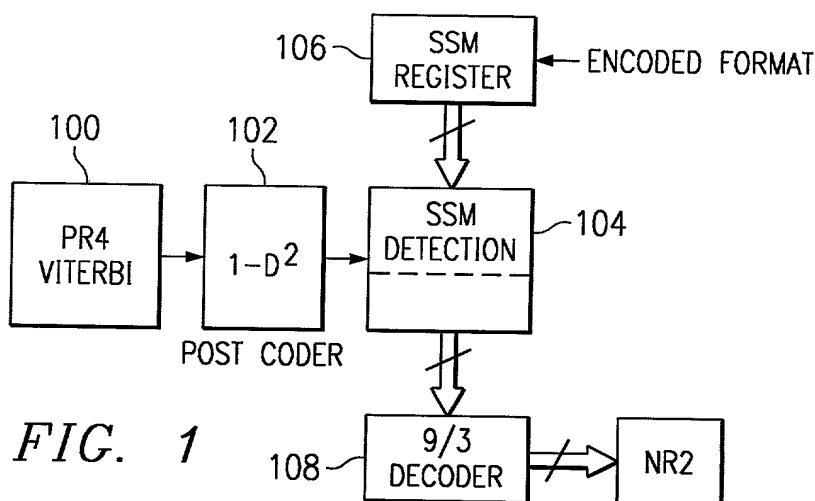 106
SSM
REGISTER
ENCODED FORMAT
100
102
PR4
VITERBI
1-D²
SSM
DETECTION
104
POST CODER
FIG. 1
108
9/3
DECODER
NR2